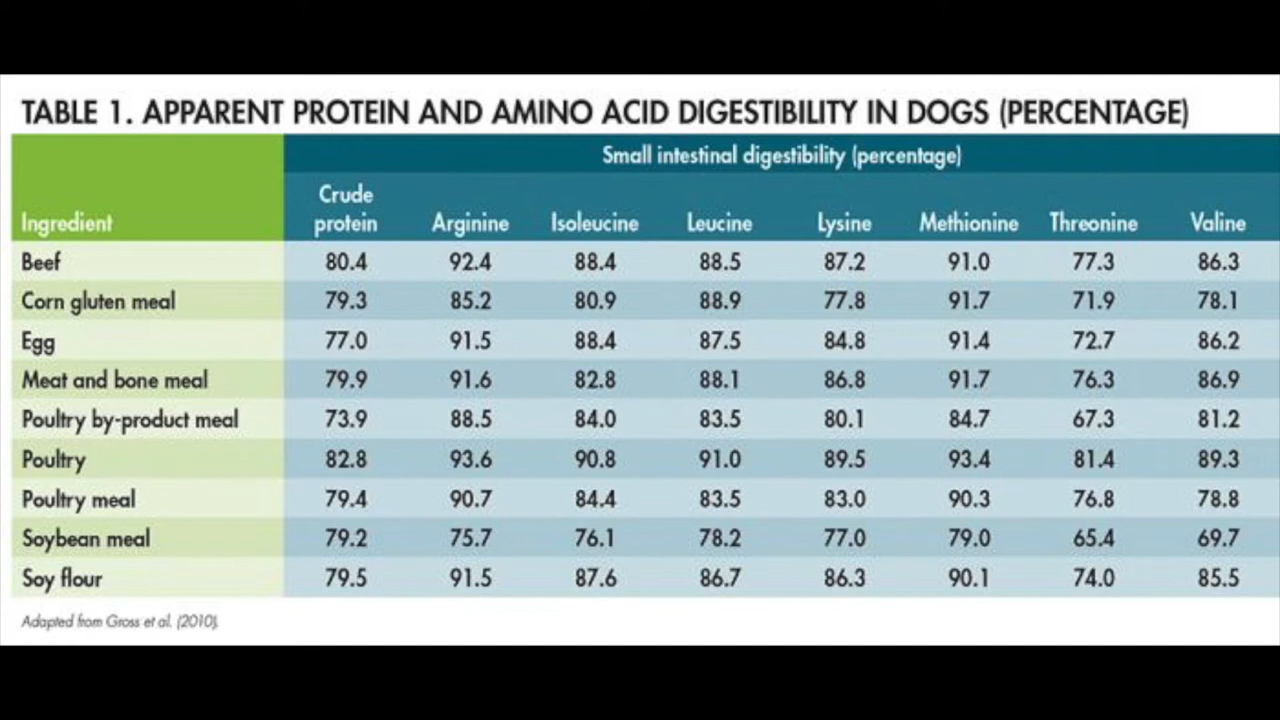 TABLE 1. APPARENT PROTEIN AND AMINO ACID DIGESTIBILITY IN DOGS (PERCENTAGE)
Small intestinal digestibility (percentage)
Ingredient Crude protein Arginine Isoleucine Leucine Lysine Methionine Threonine Valine
Beef 80.4 92.4 88.4 88.5 87.2 91.0 77.3 86.3
Corn gluten meal 79.3 85.2 80.9 88.9 77.8 91.7 71.9 78.1
Egg 77.0 91.5 88.4 87.5 84.8 91.4 72.7 86.2
Meat and bone meal 79.9 91.6 82.8 88.1 86.8 91.7 76.3 86.9
Poultry by-product meal 73.9 88.5 84.0 83.5 80.1 84.7 67.3 81.2
Poultry 82.8 93.6 90.8 91.0 89.5 93.4 81.4 89.3
Poultry meal 79.4 90.7 84.4 83.5 83.0 90.3 76.8 78.8
Soybean meal 79.2 75.7 76.1 78.2 77.0 79.0 65.4 69.7
Soy flour 79.5 91.5 87.6 86.7 86.3 90.1 74.0 85.5
Adapted from Gross et al. (2010).